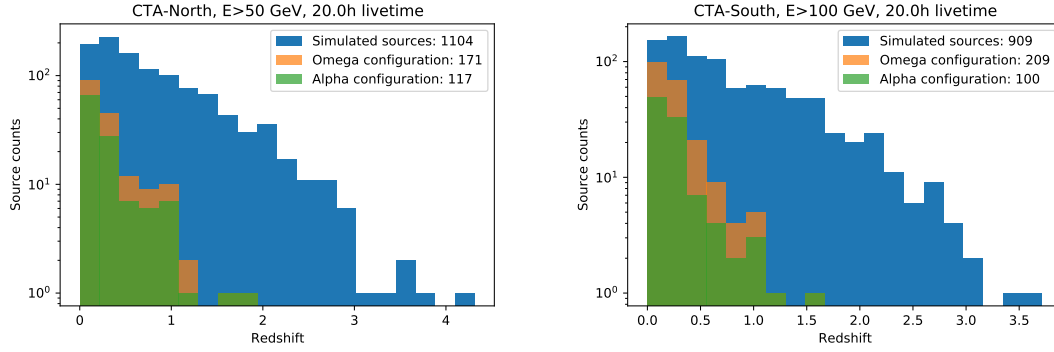 CTA-North, E>50 GeV, 20.0h livetime
Simulated sources: 1104
Omega configuration: 171
Alpha configuration: 117
10²
10¹
10⁰
Source counts
0 1 2 3 4
Redshift
CTA-South, E>100 GeV, 20.0h livetime
Simulated sources: 909
Omega configuration: 209
Alpha configuration: 100
10²
10¹
10⁰
Source counts
0.0 0.5 1.0 1.5 2.0 2.5 3.0 3.5
Redshift